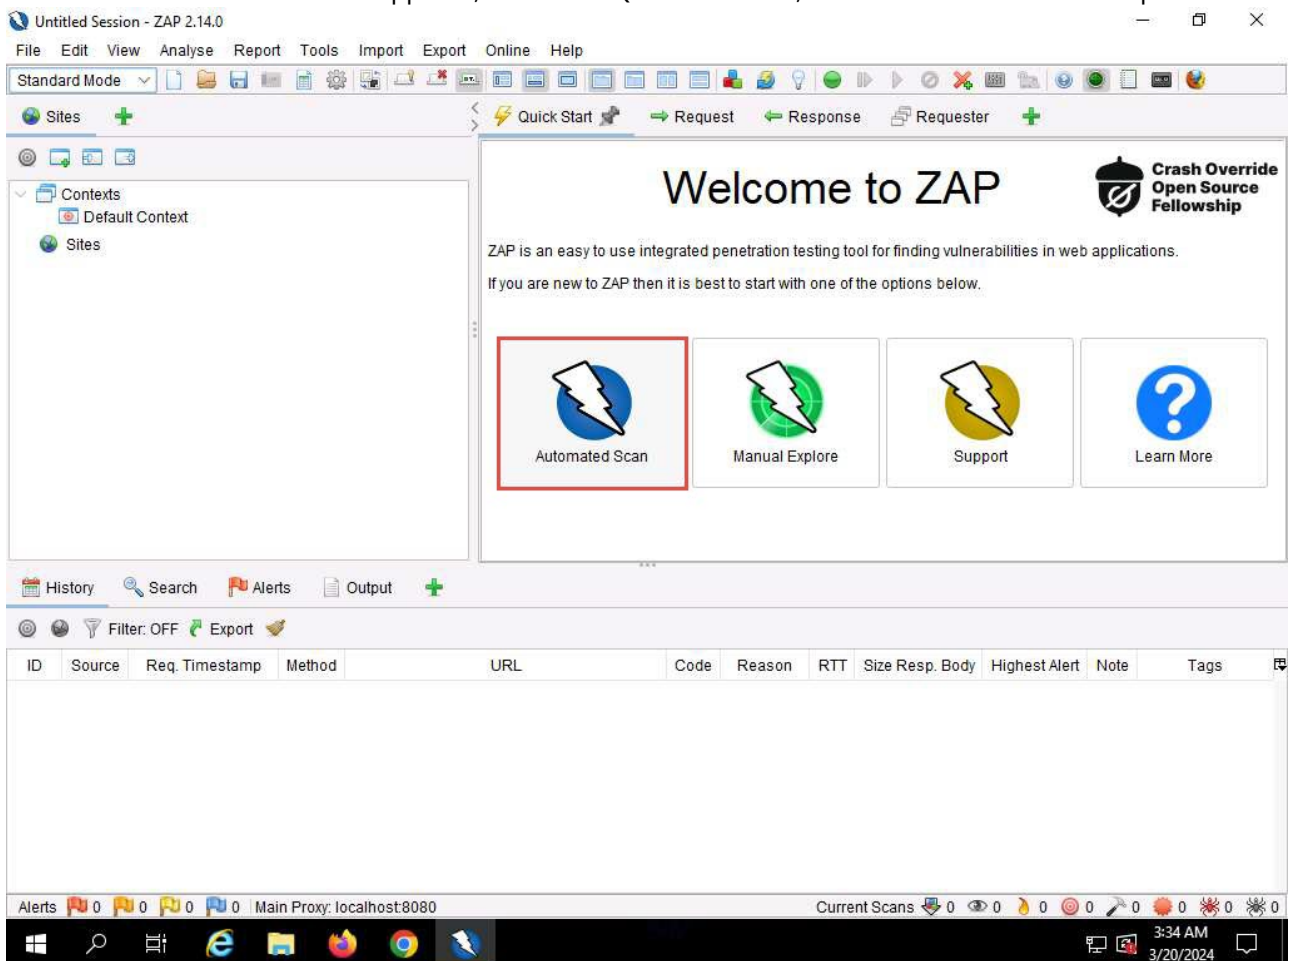 Untitled Session - ZAP 2.14.0
File Edit View Analyse Report Tools Import Export Online Help
Standard Mode
Sites
Quick Start Request Response Requester
Contexts
Default Context
Sites
Welcome to ZAP
Crash Override
Open Source
Fellowship
ZAP is an easy to use integrated penetration testing tool for finding vulnerabilities in web applications.
If you are new to ZAP then it is best to start with one of the options below.
Automated Scan Manual Explore Support Learn More
History Search Alerts Output
Filter: OFF Export
ID Source Req. Timestamp Method URL Code Reason RTT Size Resp. Body Highest Alert Note Tags
Alerts 0 0 0 0 Main Proxy: localhost:8080 Current Scans 0 0 0 0 0 0 0 0
3:34 AM
3/20/2024